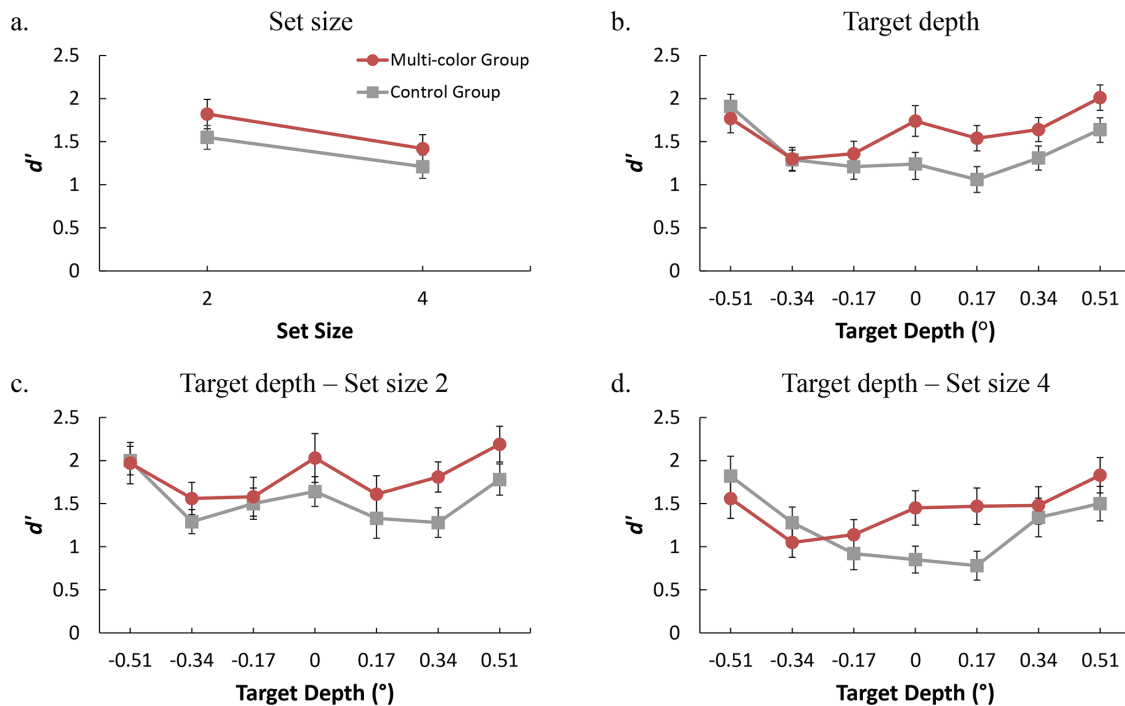 a.
Set size
2.5
2
1.5
1
0.5
0
d'
Multi-color Group
Control Group
2 4
Set Size
b.
Target depth
2.5
2
1.5
1
0.5
0
d'
-0.51 -0.34 -0.17 0 0.17 0.34 0.51
Target Depth (°)
c.
Target depth – Set size 2
2.5
2
1.5
1
0.5
0
d'
-0.51 -0.34 -0.17 0 0.17 0.34 0.51
Target Depth (°)
d.
Target depth – Set size 4
2.5
2
1.5
1
0.5
0
d'
-0.51 -0.34 -0.17 0 0.17 0.34 0.51
Target Depth (°)